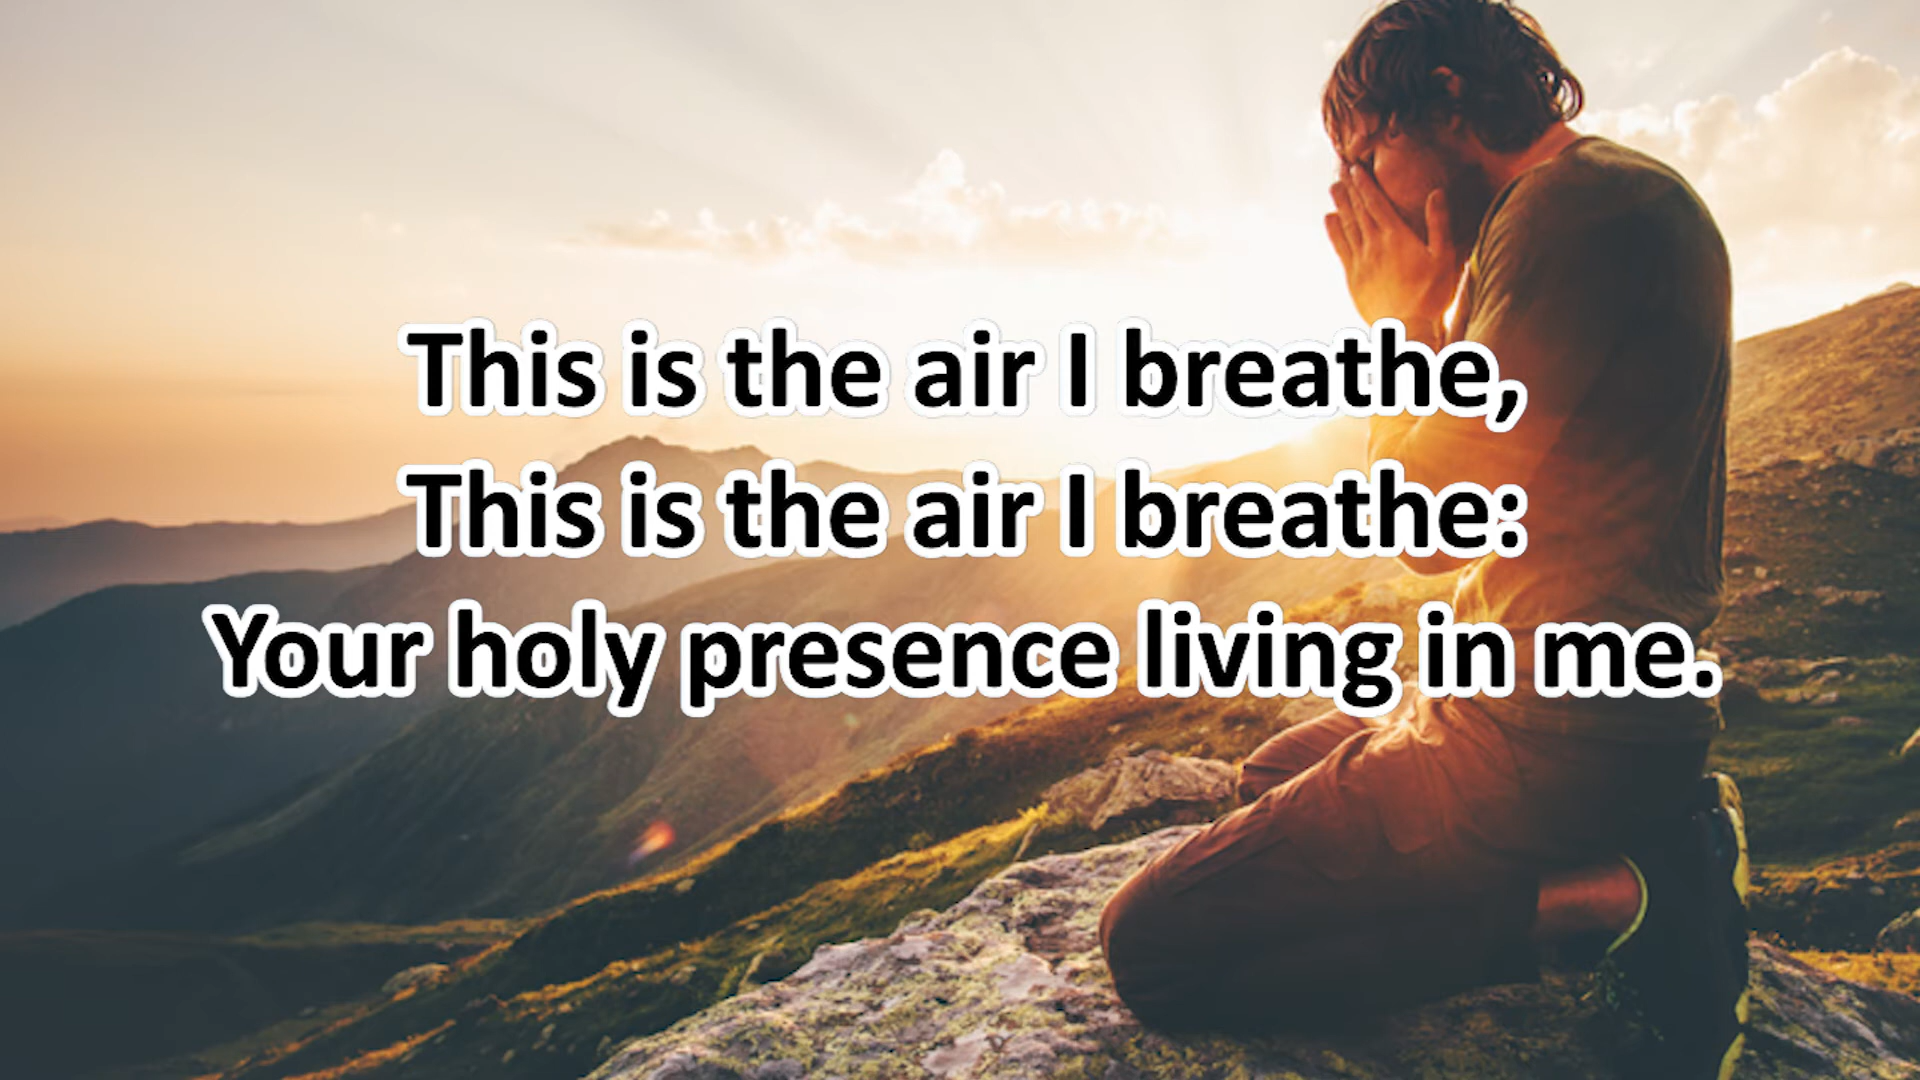 This is the air I breathe,
This is the air I breathe:
Your holy presence living in me.